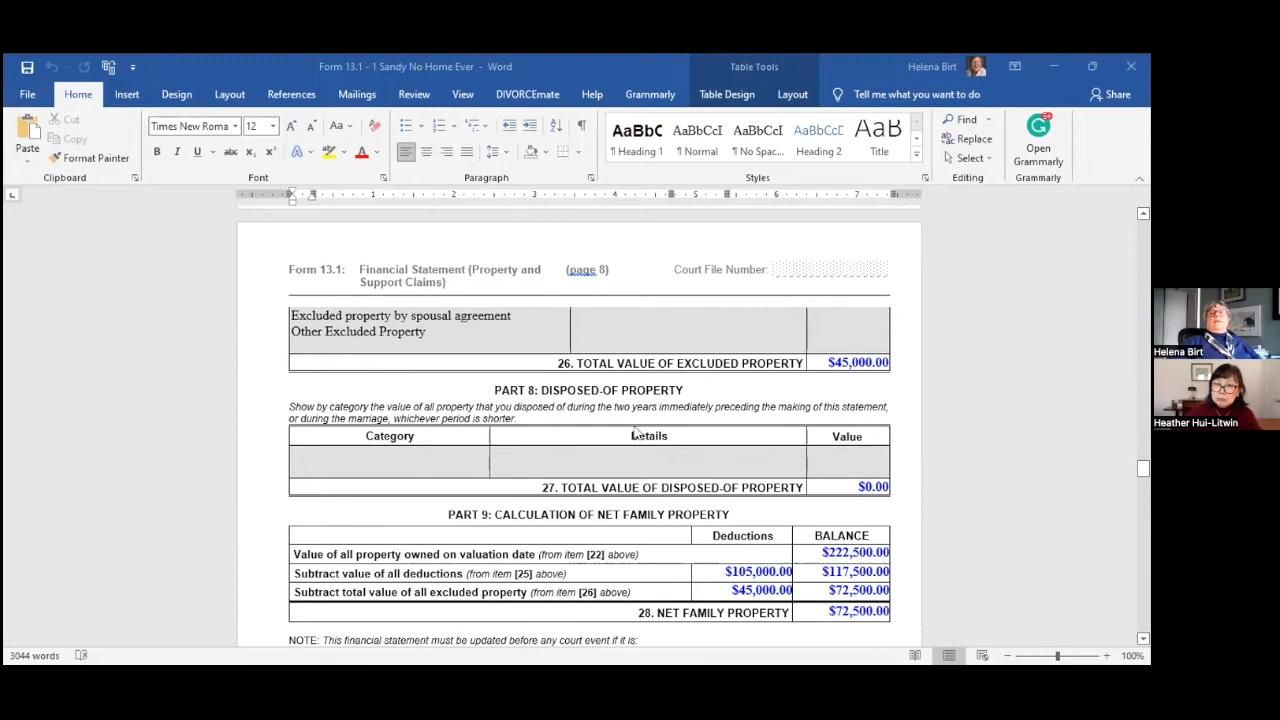 Form 13.1 - 1 Sandy No Home Ever - Word
Table Tools
Helena Birt
File Home Insert Design Layout References Mailings Review View DIVORCEmate Help Grammarly Table Design Layout Tell me what you want to do Share
Paste
Cut
Copy
Format Painter
Times New Roma
12
AaBbC
¶ Heading 1
AaBbCcI
¶ Normal
AaBbCcI
¶ No Spac...
AaBbCcI
Heading 2
AaB
Title
Find
Replace
Select
Open
Grammarly
Clipboard Font Paragraph Styles Editing Grammarly
1 2 3 4 5 6 7
Form 13.1: Financial Statement (Property and (page 8) Court File Number:
Support Claims)
Excluded property by spousal agreement
Other Excluded Property
26. TOTAL VALUE OF EXCLUDED PROPERTY $45,000.00
PART 8: DISPOSED-OF PROPERTY
Show by category the value of all property that you disposed of during the two years immediately preceding the making of this statement,
or during the marriage, whichever period is shorter.
Category Details Value
27. TOTAL VALUE OF DISPOSED-OF PROPERTY $0.00
PART 9: CALCULATION OF NET FAMILY PROPERTY
Deductions BALANCE
Value of all property owned on valuation date (from item [22] above) $222,500.00
Subtract value of all deductions (from item [25] above) $105,000.00 $117,500.00
Subtract total value of all excluded property (from item [26] above) $45,000.00 $72,500.00
28. NET FAMILY PROPERTY $72,500.00
NOTE: This financial statement must be updated before any court event if it is:
3044 words
100%
Helena Birt
Heather Hui-Litwin